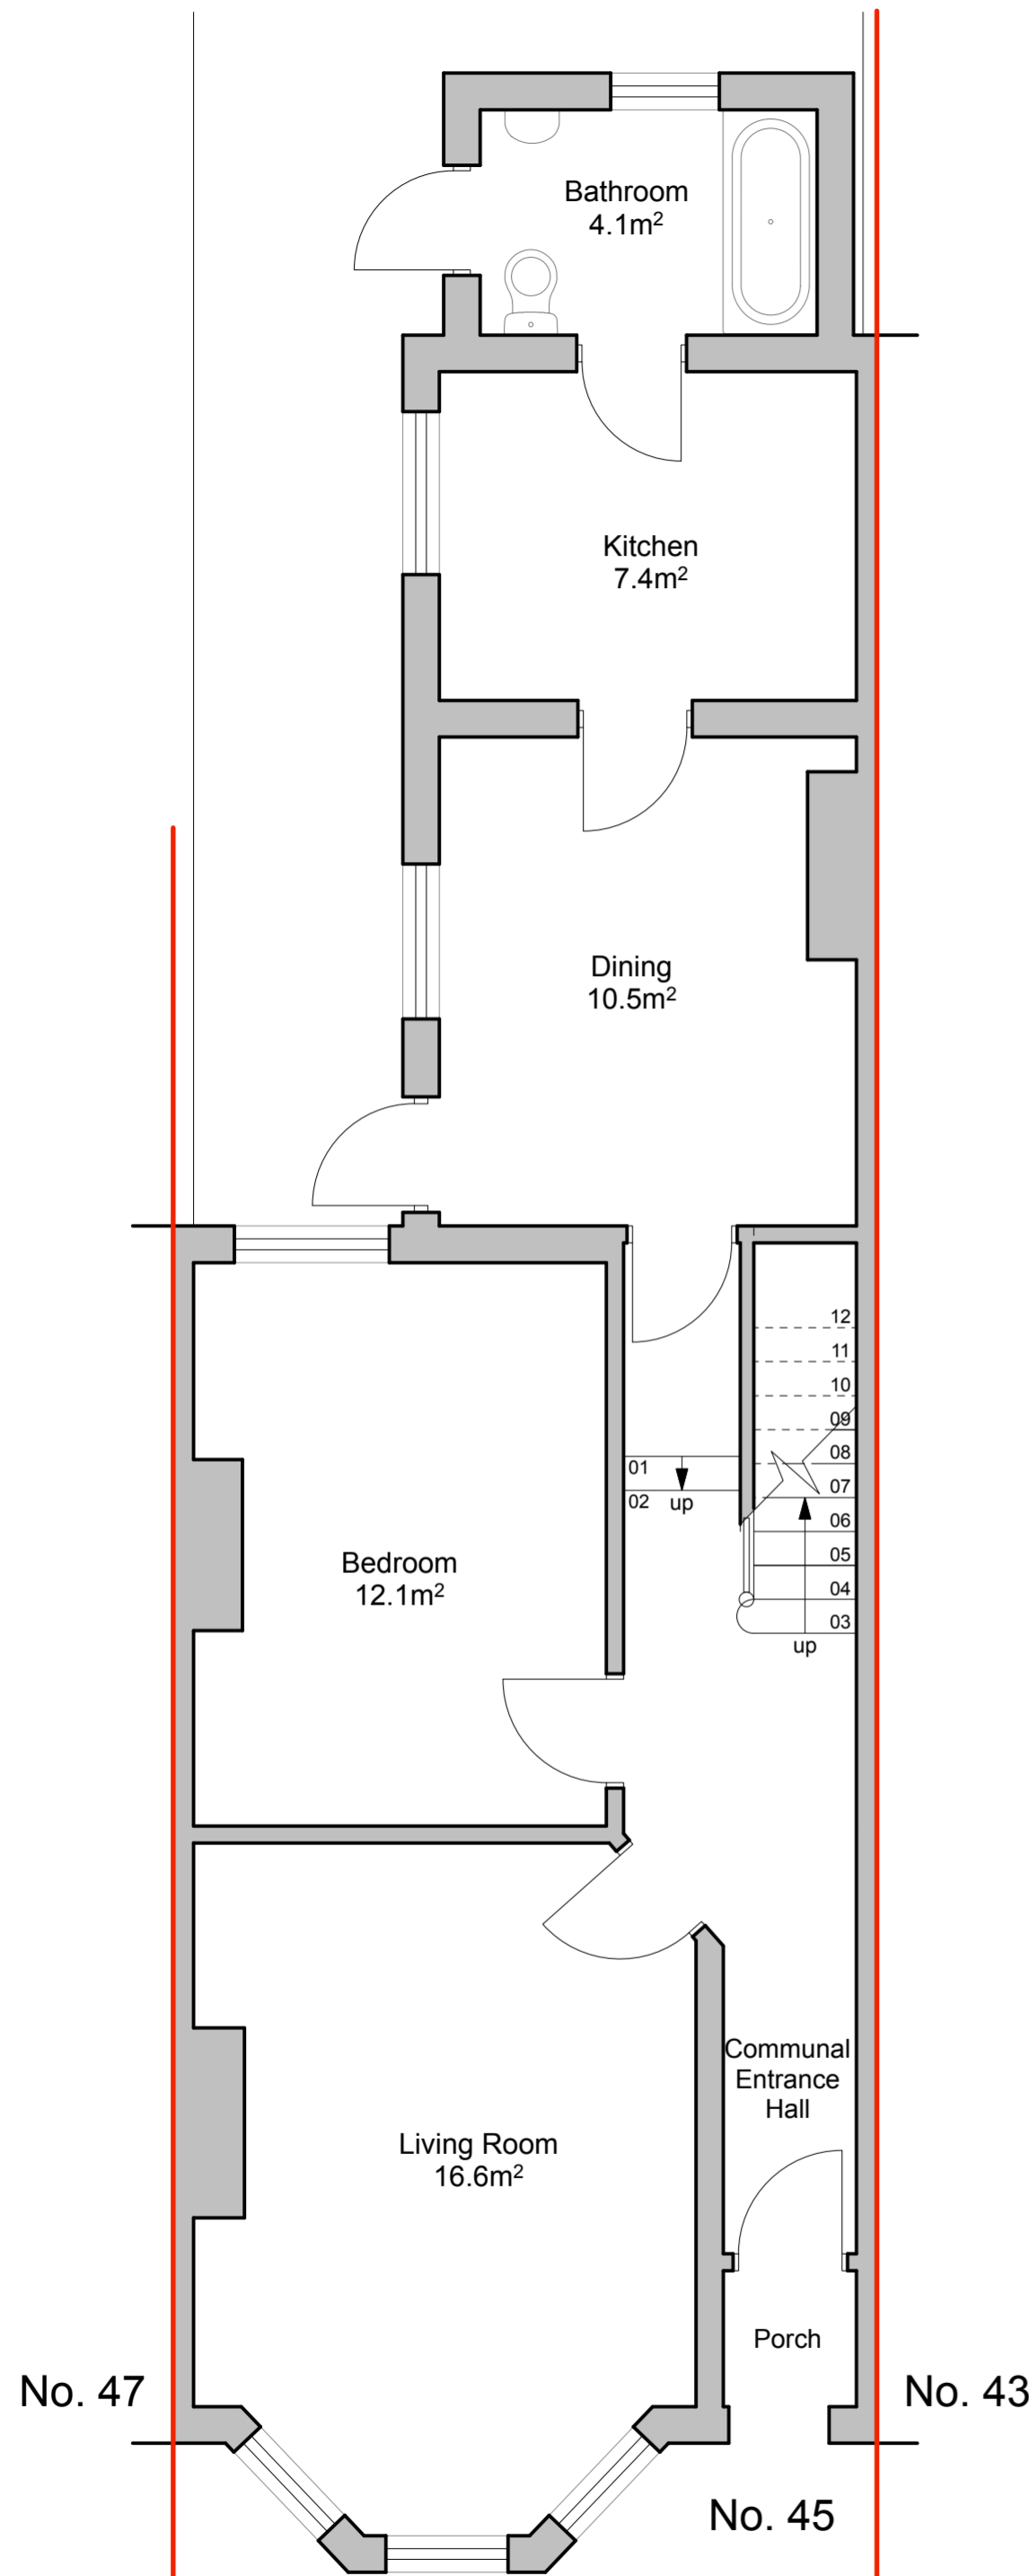 Bathroom
4.1m²
Kitchen
7.4m²
Dining
10.5m²
12
11
10
09
08
07
06
05
04
03
up
01
02 up
Bedroom
12.1m²
Communal
Entrance
Hall
Living Room
16.6m²
Porch
No. 47
No. 43
No. 45